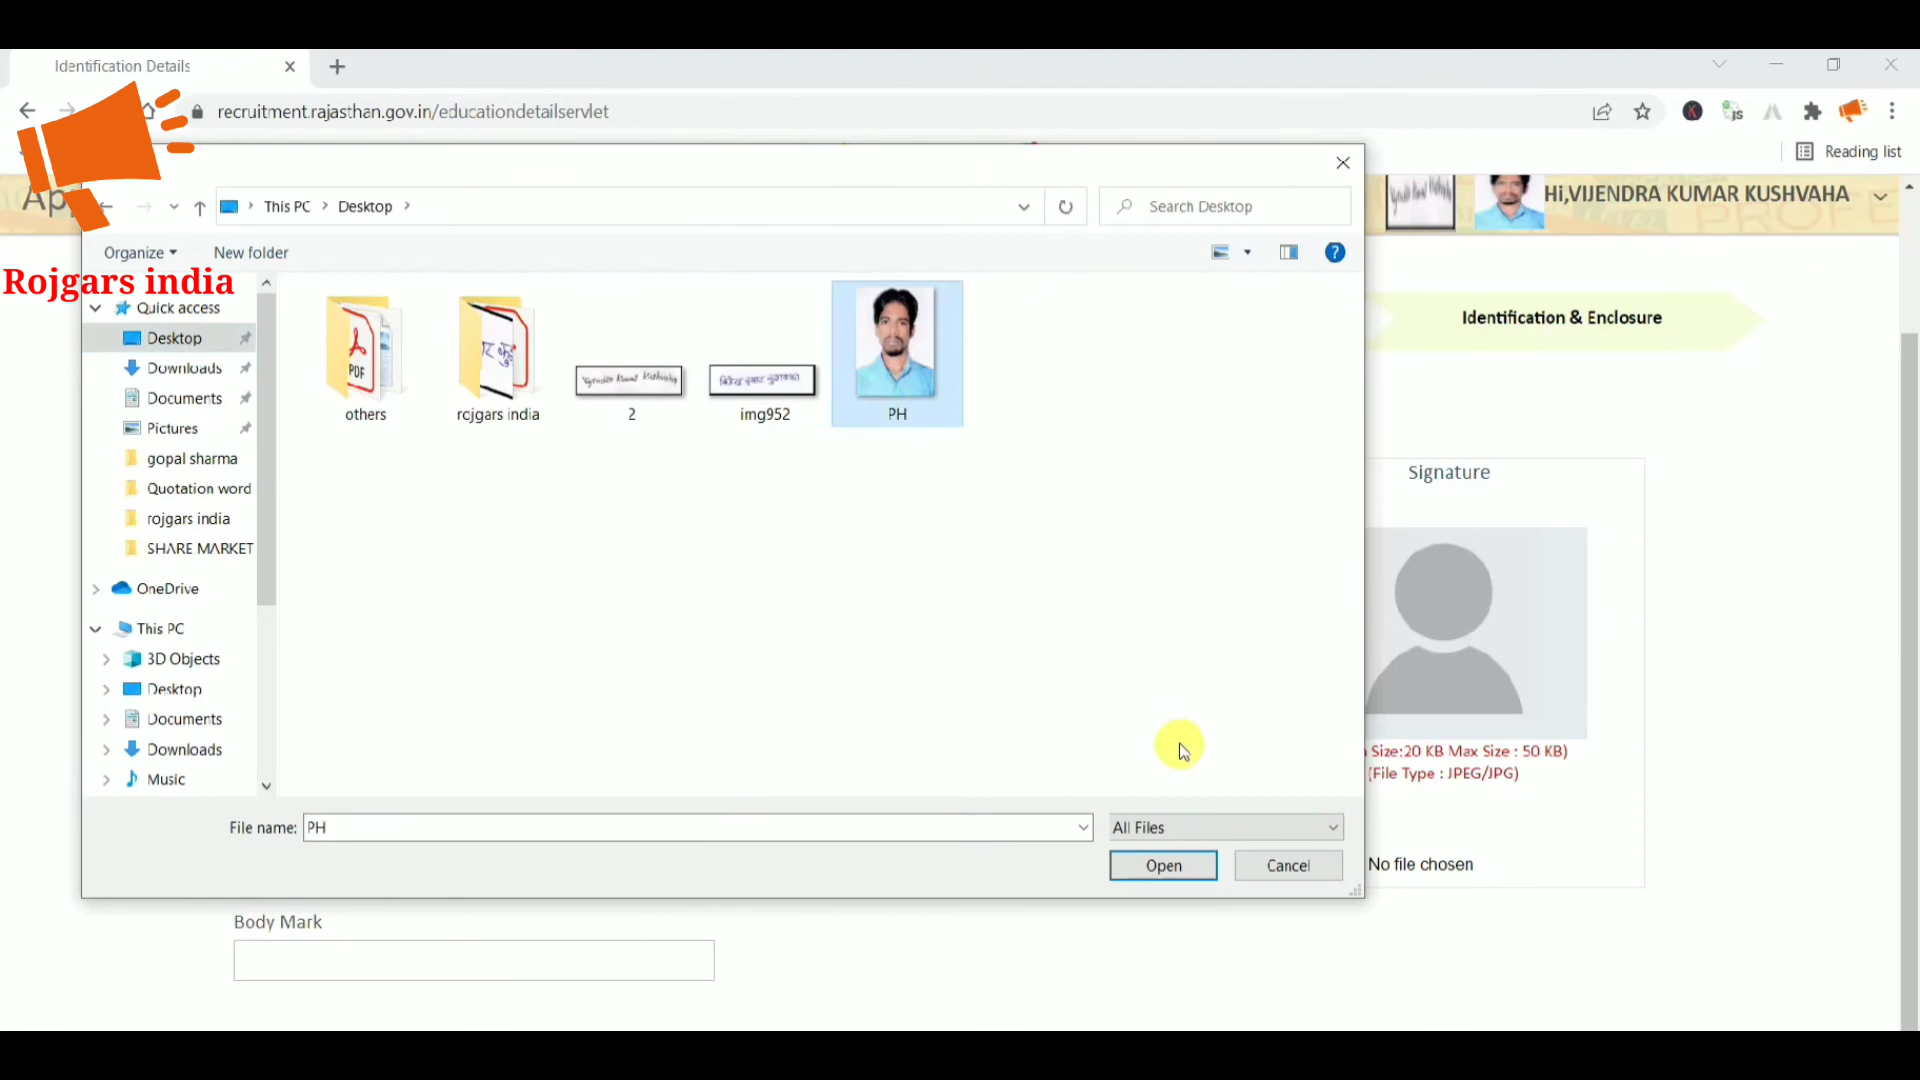 Identification Details
recruitment.rajasthan.gov.in/educationdetailservlet
Reading list
Hi,VIJENDRA KUMAR KUSHVAHA
This PC Desktop
Search Desktop
Organize
New folder
Rojgars india
Quick access
Desktop
Downloads
Documents
Pictures
gopal sharma
Quotation word
rojgars india
SHARE MARKET
OneDrive
This PC
3D Objects
Desktop
Documents
Downloads
Music
PDF
others
rojgars india
2
img952
PH
Identification & Enclosure
Signature
Size:20 KB Max Size : 50 KB)
(File Type : JPEG/JPG)
No file chosen
File name: PH
All Files
Open
Cancel
Body Mark